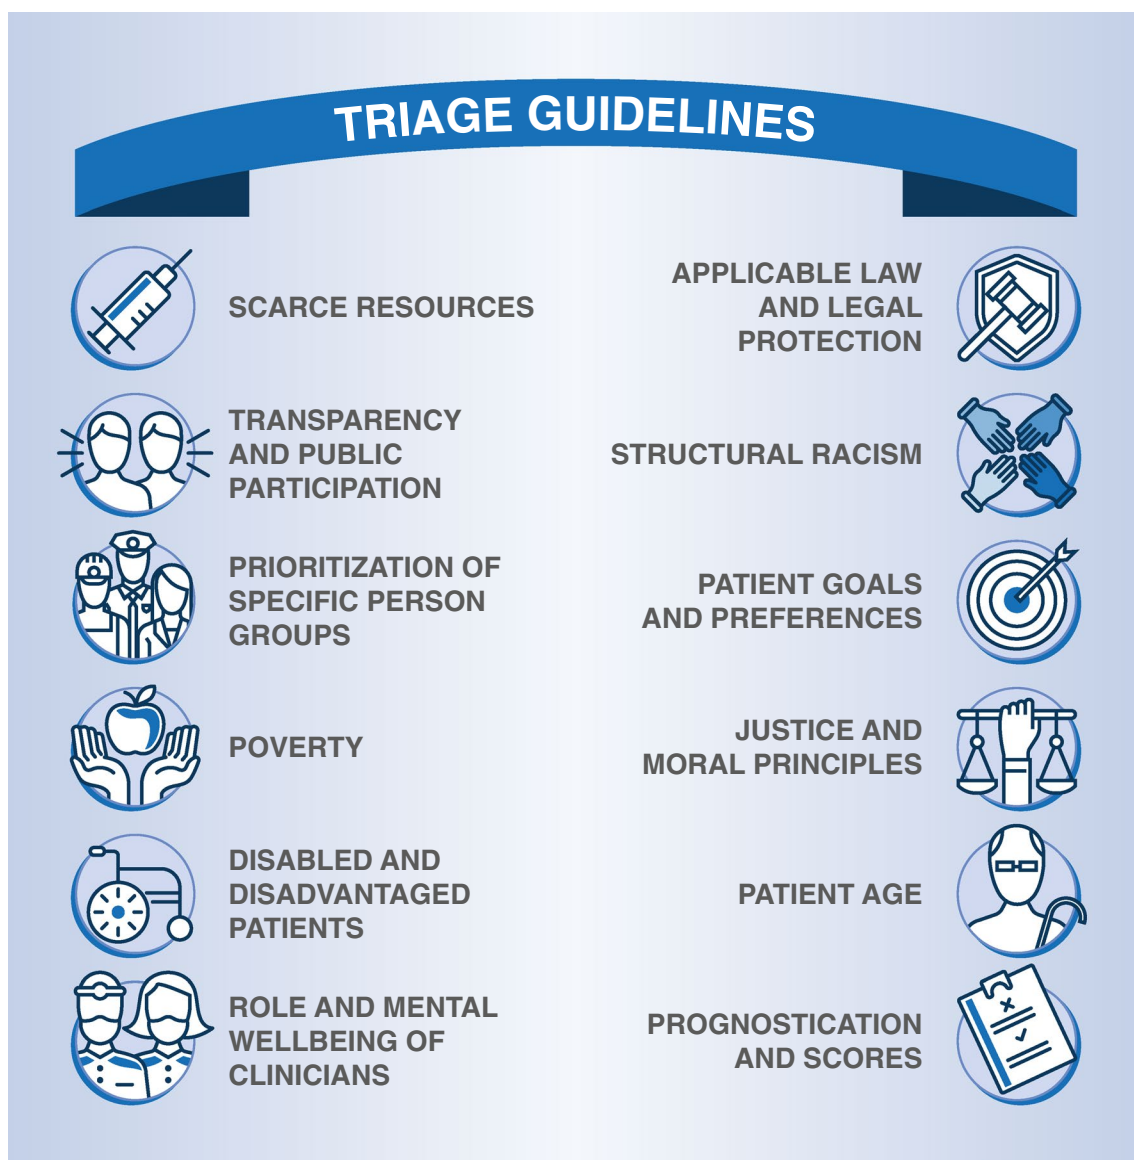 TRIAGE GUIDELINES
SCARCE RESOURCES
TRANSPARENCY
AND PUBLIC
PARTICIPATION
PRIORITIZATION OF
SPECIFIC PERSON
GROUPS
POVERTY
DISABLED AND
DISADVANTAGED
PATIENTS
ROLE AND MENTAL
WELLBEING OF
CLINICIANS
APPLICABLE LAW
AND LEGAL
PROTECTION
STRUCTURAL RACISM
PATIENT GOALS
AND PREFERENCES
JUSTICE AND
MORAL PRINCIPLES
PATIENT AGE
PROGNOSTICATION
AND SCORES